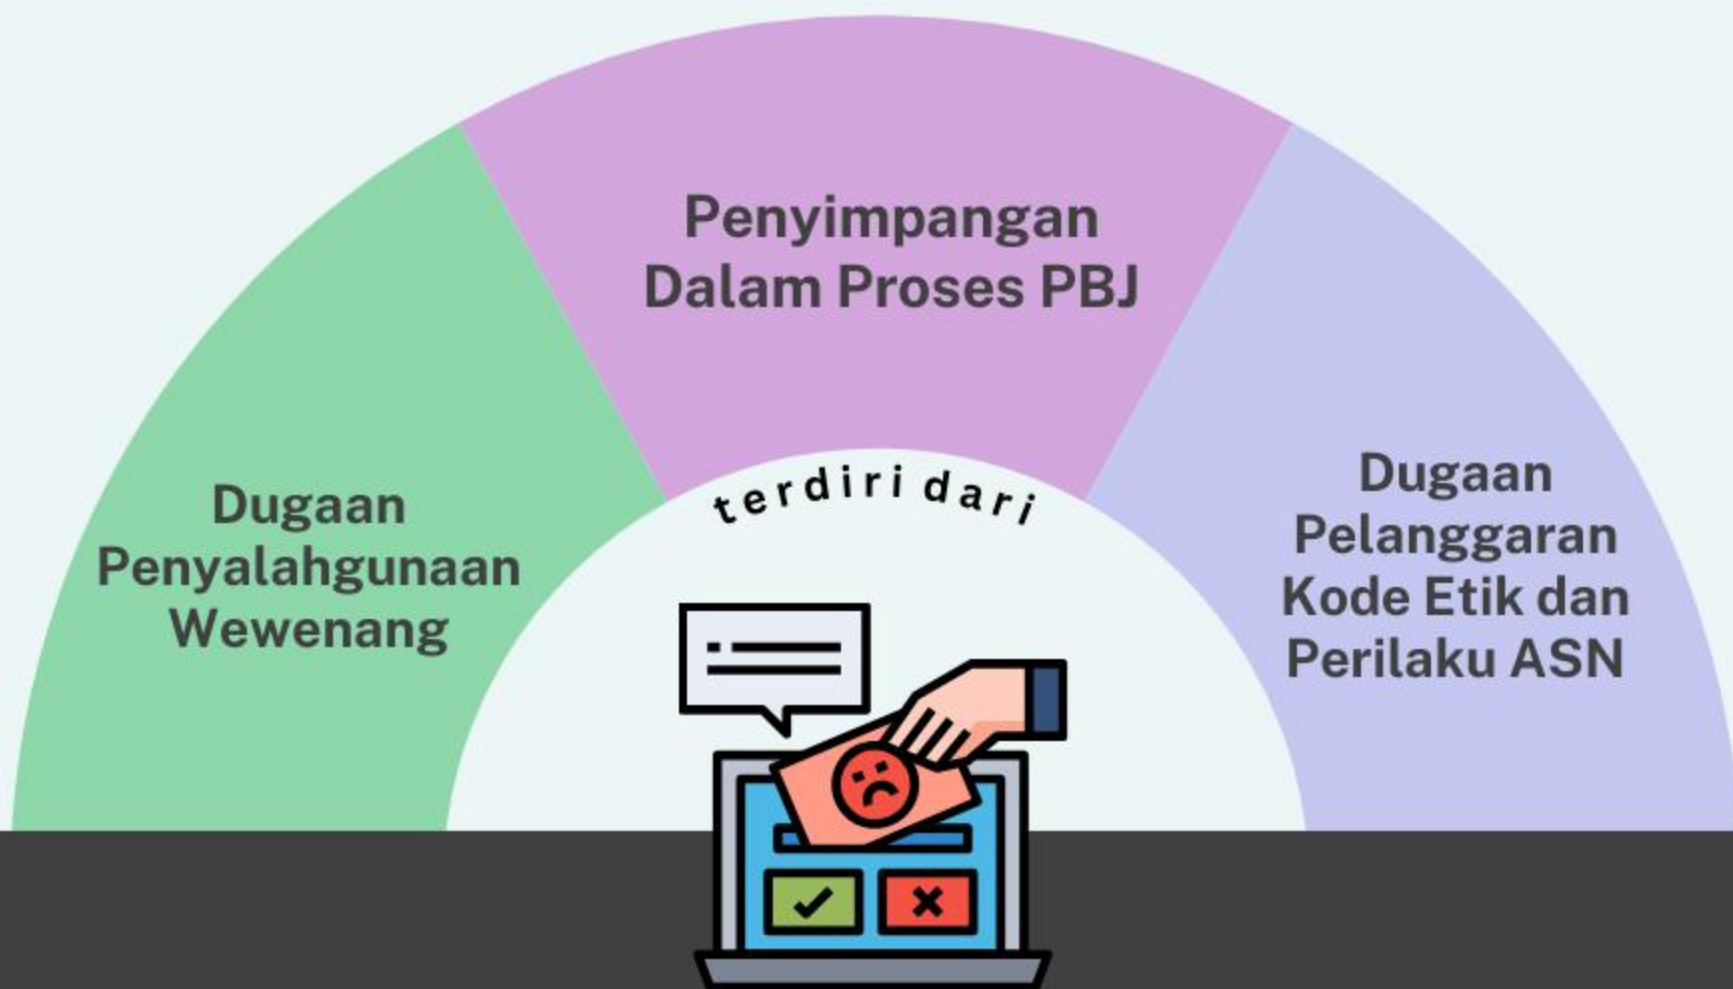 Penyimpangan
Dalam Proses PBJ
terdiri dari
Dugaan
Penyalahgunaan
Wewenang
Dugaan
Pelanggaran
Kode Etik dan
Perilaku ASN